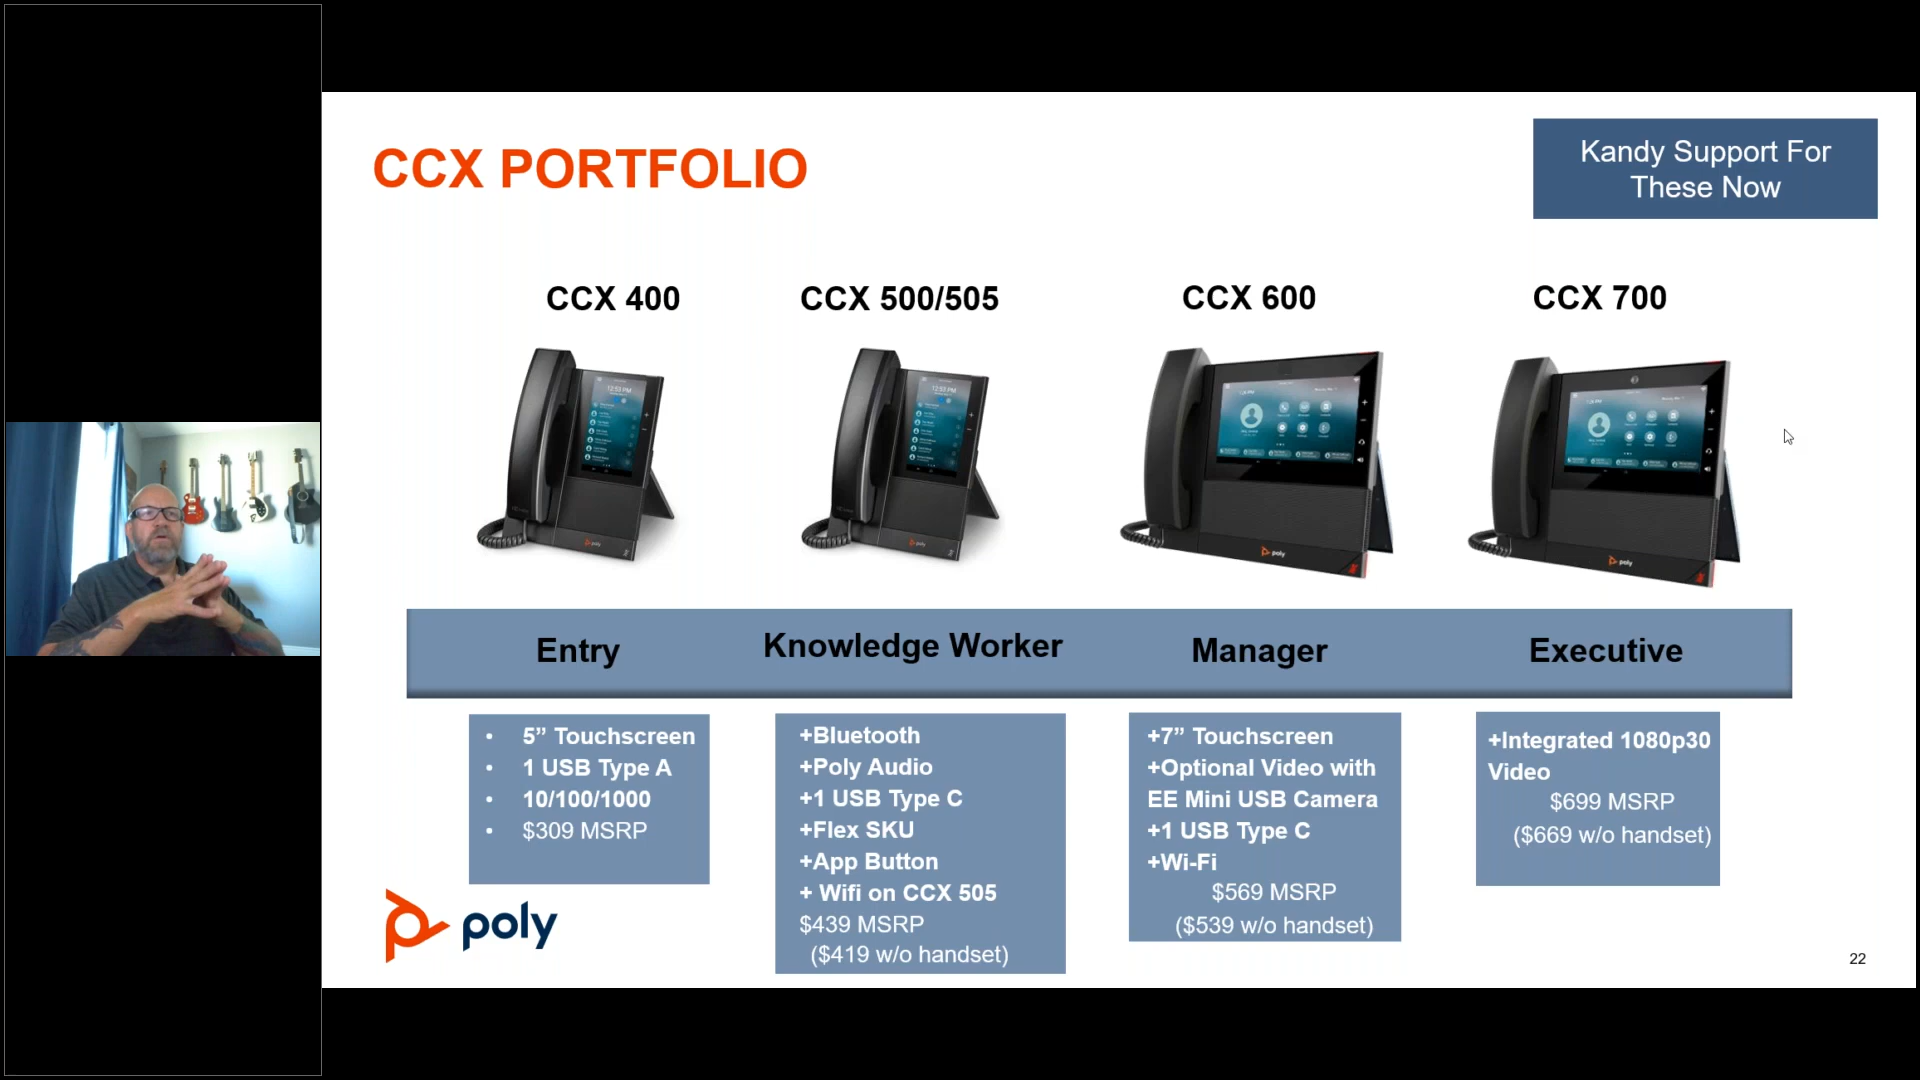 CCX PORTFOLIO
Kandy Support For
These Now
CCX 400
CCX 500/505
CCX 600
CCX 700
Entry
Knowledge Worker
Manager
Executive
• 5” Touchscreen
• 1 USB Type A
• 10/100/1000
• $309 MSRP
+Bluetooth
+Poly Audio
+1 USB Type C
+Flex SKU
+App Button
+ Wifi on CCX 505
$439 MSRP
($419 w/o handset)
+7” Touchscreen
+Optional Video with
EE Mini USB Camera
+1 USB Type C
+Wi-Fi
$569 MSRP
($539 w/o handset)
+Integrated 1080p30
Video
$699 MSRP
($669 w/o handset)
poly
poly
poly
poly
poly
22